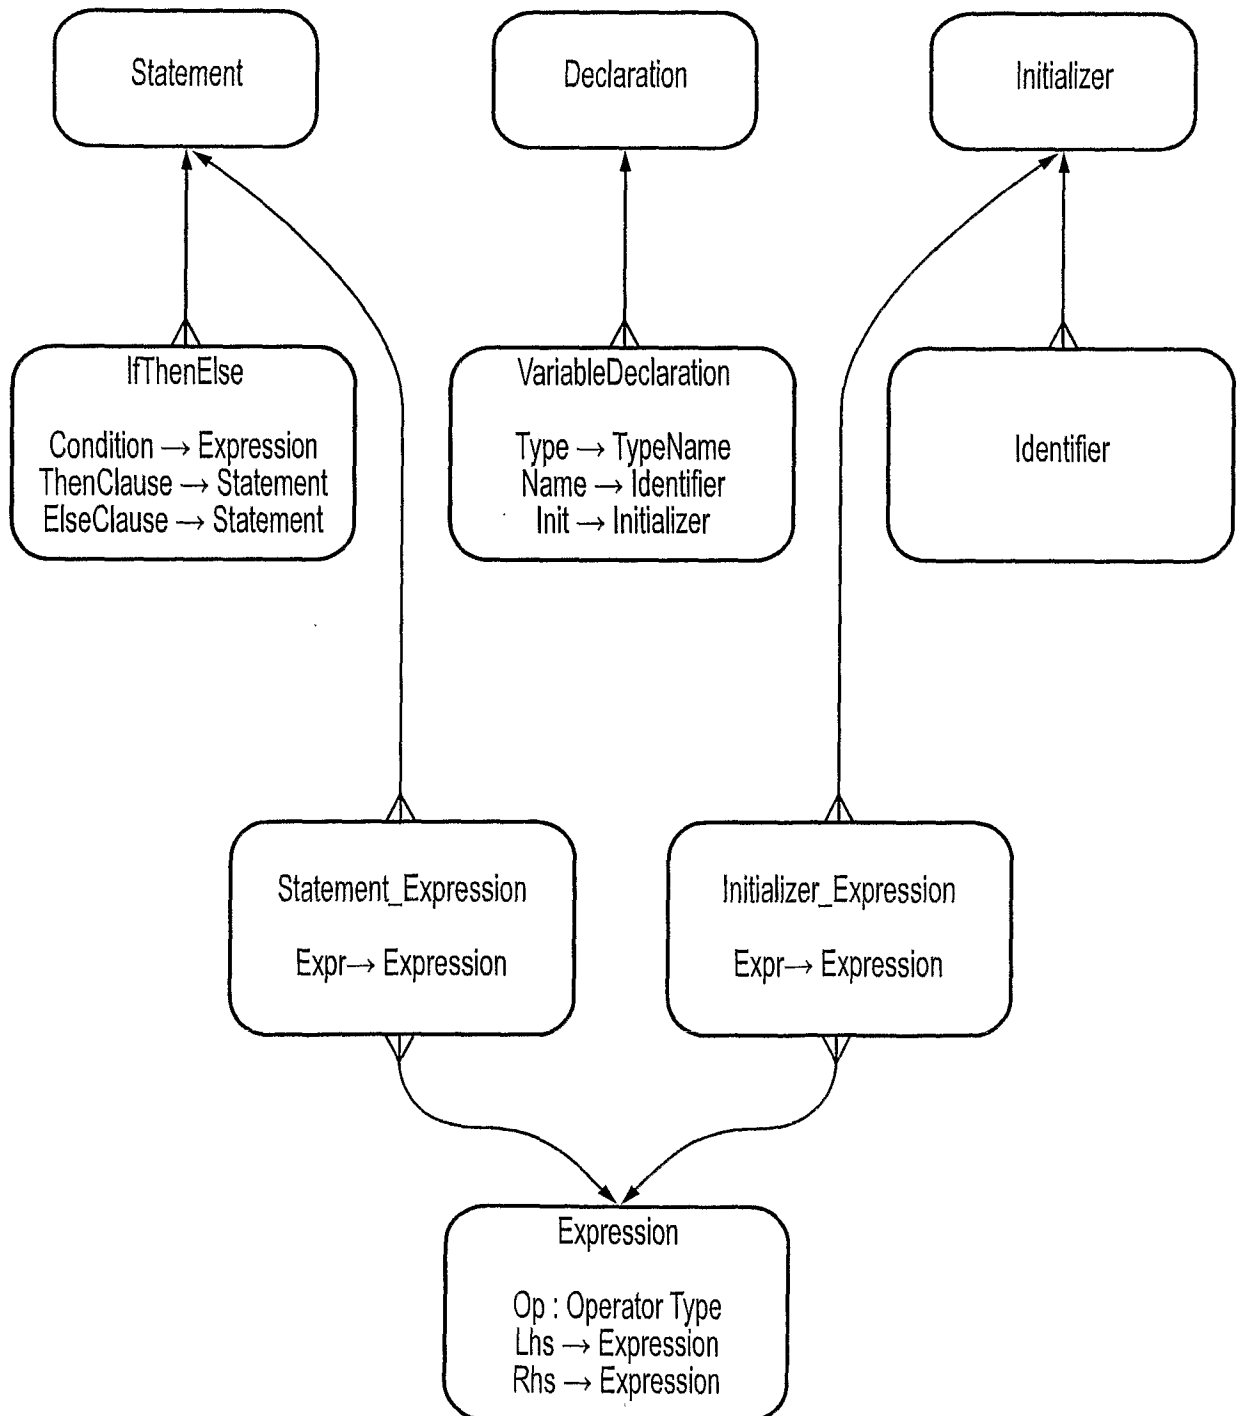 Statement
Declaration
Initializer
IfThenElse
Condition → Expression
ThenClause → Statement
ElseClause → Statement
VariableDeclaration
Type → TypeName
Name → Identifier
Init → Initializer
Identifier
Statement_Expression
Expr→ Expression
Initializer_Expression
Expr→ Expression
Expression
Op : Operator Type
Lhs → Expression
Rhs → Expression